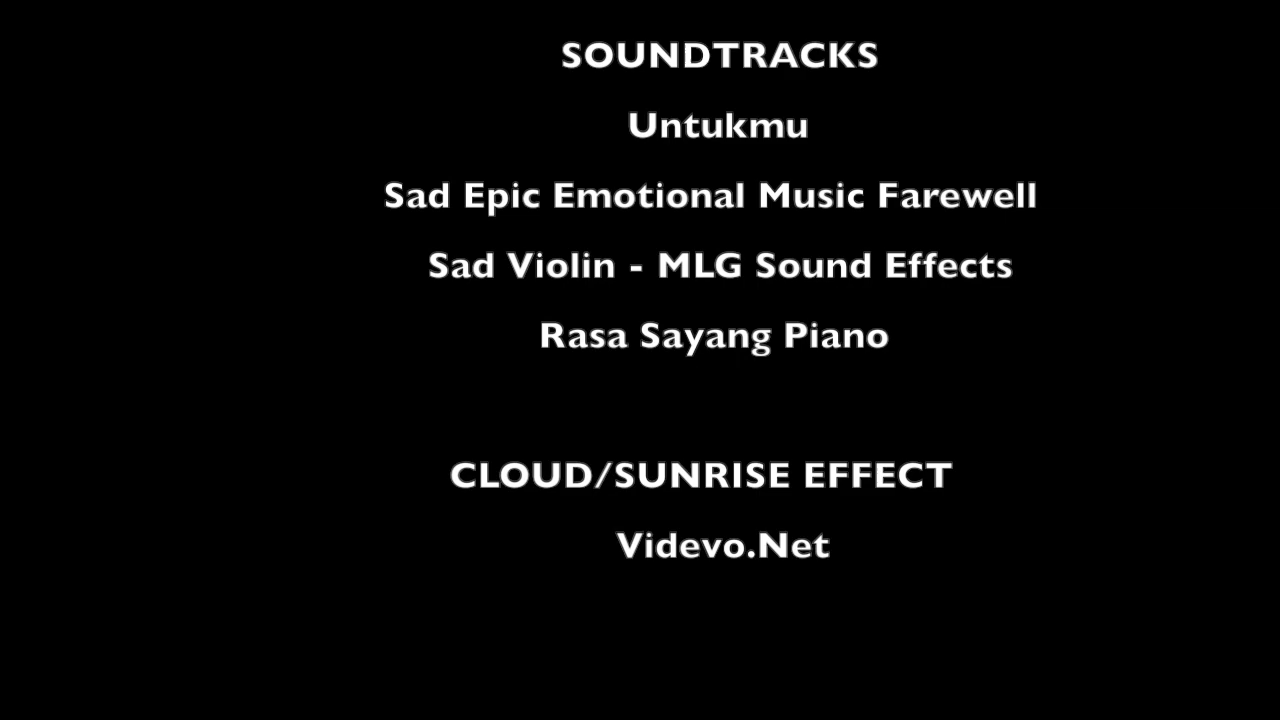 SOUNDTRACKS
Untukmu
Sad Epic Emotional Music Farewell
Sad Violin - MLG Sound Effects
Rasa Sayang Piano
CLOUD/SUNRISE EFFECT
Videvo.Net